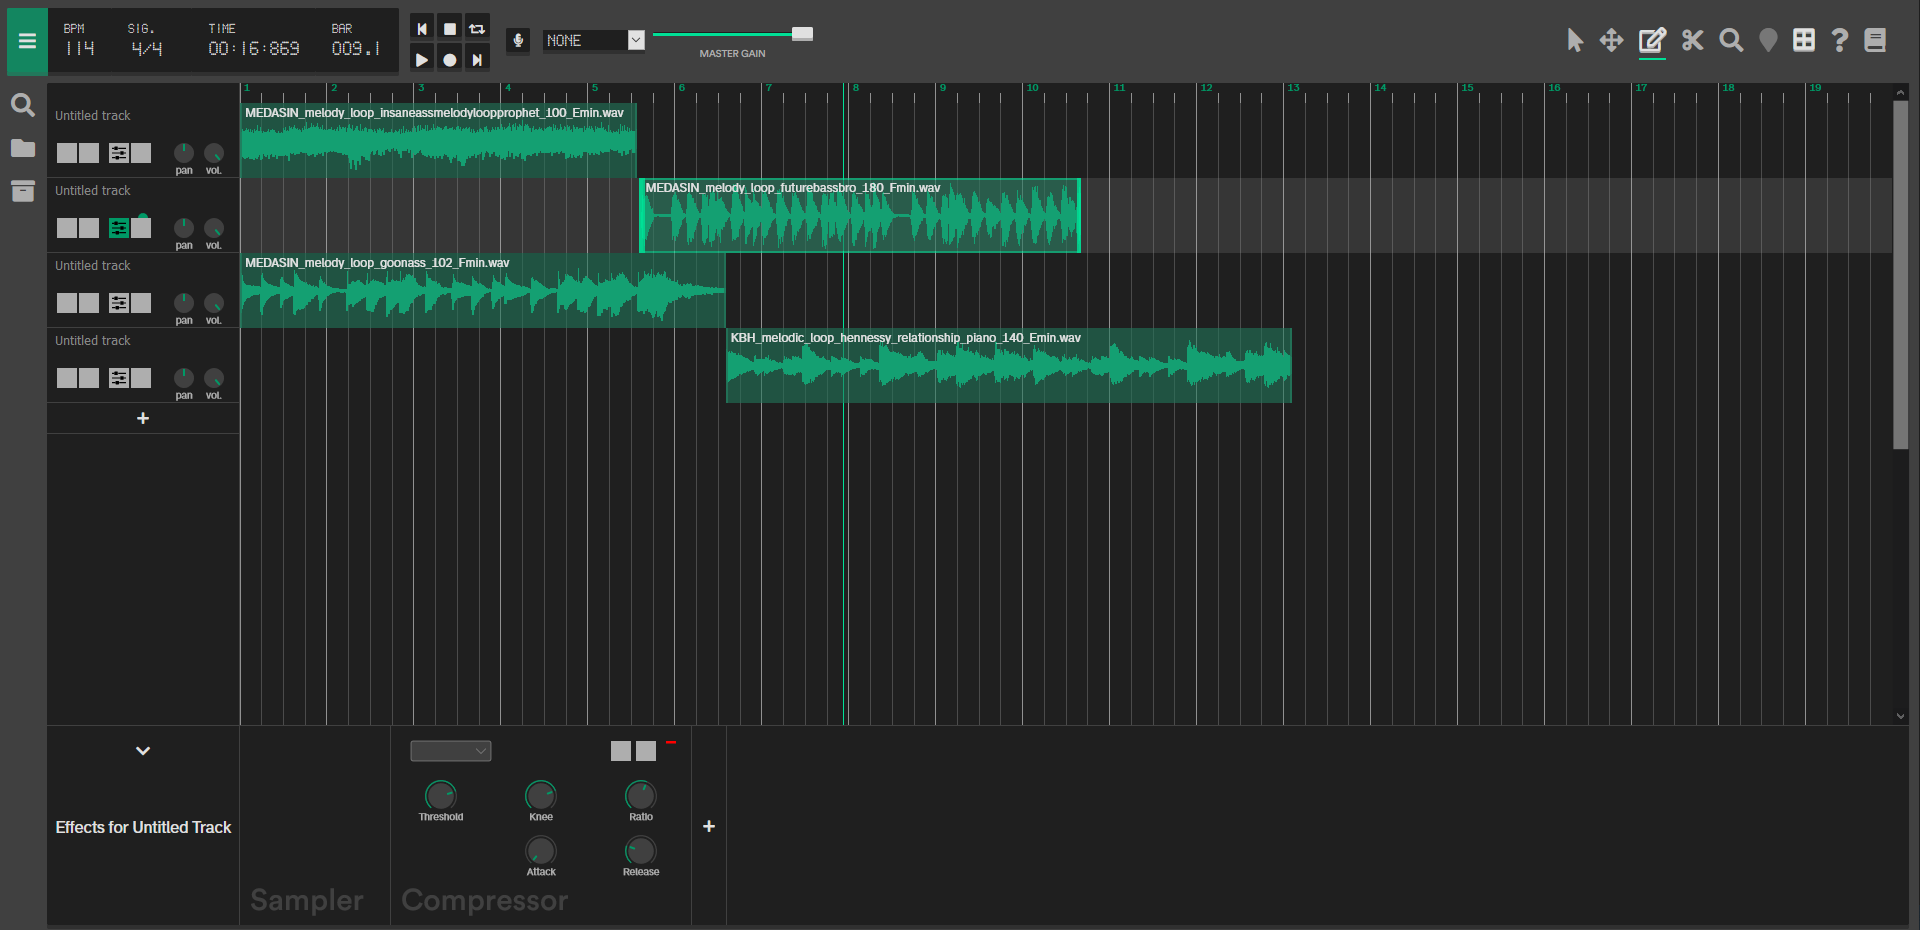 BPM SIG. TIME BAR
114 4/4 00:16:869 009.1
NONE
MASTER GAIN
1 2 3 4 5 6 7 8 9 10 11 12 13 14 15 16 17 18 19
Untitled track
MEDASIN_melody_loop_insaneassmelodyloopprophet_100_Emin.wav
pan vol.
Untitled track
MEDASIN_melody_loop_futurebassbro_180_Fmin.wav
pan vol.
Untitled track
MEDASIN_melody_loop_goonass_102_Fmin.wav
pan vol.
Untitled track
KBH_melodic_loop_hennessy_relationship_piano_140_Emin.wav
pan vol.
+
Effects for Untitled Track
Threshold Knee Ratio
+
Attack Release
Sampler Compressor